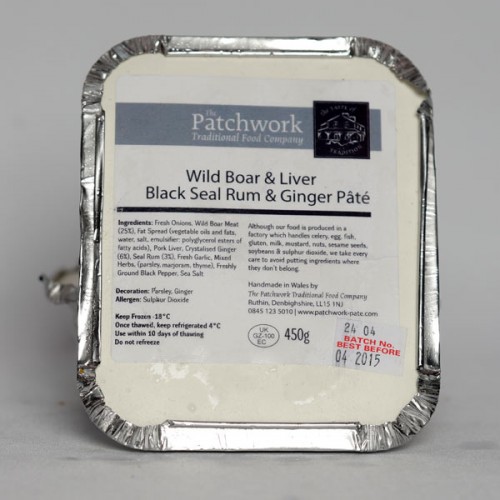 The
Patchwork
Traditional Food Company
the taste of
TRADITION
Wild Boar & Liver
Black Seal Rum & Ginger Pâté
Ingredients: Fresh Onions, Wild Boar Meat
(25%), Fat Spread (vegetable oils and fats,
water, salt, emulsifier: polyglycerol esters of
fatty acids), Pork Liver, Crystalised Ginger
(6%), Seal Rum (3%), Fresh Garlic, Mixed
Herbs, (parsley, marjoram, thyme), Freshly
Ground Black Pepper, Sea Salt
Decoration: Parsley, Ginger
Allergen: Sulphur Dioxide
Keep Frozen -18°C
Once thawed, keep refrigerated 4°C
Use within 10 days of thawing
Do not refreeze
Although our food is produced in a
factory which handles celery, egg, fish,
gluten, milk, mustard, nuts, sesame seeds,
soybeans & sulphur dioxide, we take every
care to avoid putting ingredients where
they don't belong.
Handmade in Wales by
The Patchwork Traditional Food Company
Ruthin, Denbighshire, LL15 1NJ
0845 123 5010 | www.patchwork-pate.com
UK
GZ-100
EC
450g
24 04
BATCH No.
BEST BEFORE
04 2015